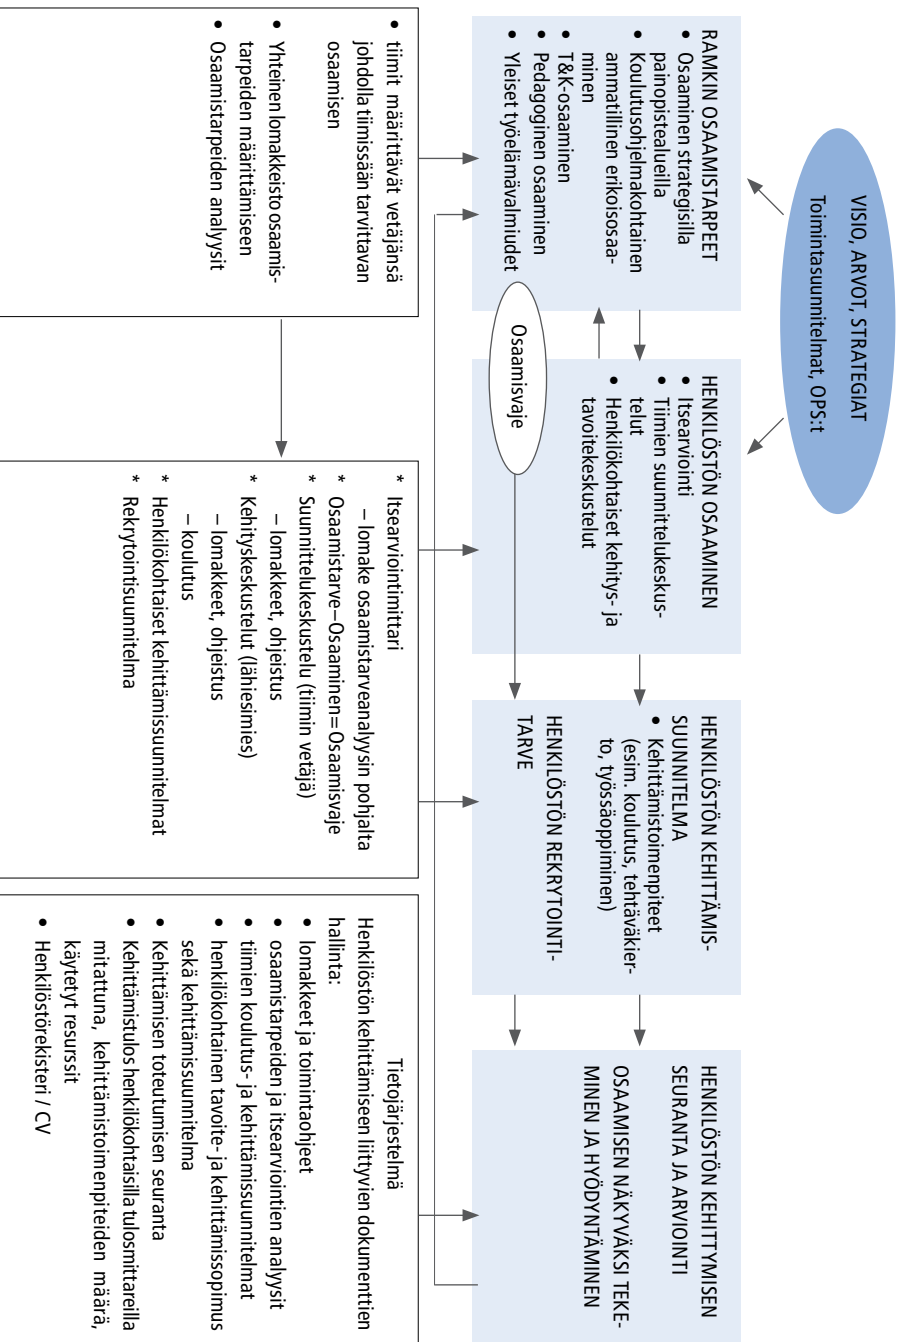 VISIO, ARVOT, STRATEGIAT
Toimintasuunnitelmat, OPS:t
RAMKIN OSAAMISTARPEET
• Osaaminen strategisilla
painopistealueilla
• Koulutusohjelmakohtainen
ammatillinen erikoisosaa-
minen
• T&K-osaaminen
• Pedagoginen osaaminen
• Yleiset työelämävalmiudet
HENKILÖSTÖN OSAAMINEN
• Itsearviointi
• Tiimien suunnittelukeskus-
telut
• Henkilökohtaiset kehitys- ja
tavoitekeskustelut
Osaamisvaje
HENKILÖSTÖN KEHITTÄMIS-
SUUNNITELMA
• Kehittämistoimenpiteet
(esim. koulutus, tehtäväkier-
to, työssäoppiminen)
HENKILÖSTÖN REKRYTOINTI-
TARVE
HENKILÖSTÖN KEHITTYMISEN
SEURANTA JA ARVIOINTI
OSAAMISEN NÄKYVÄKSI TEKE-
MINEN JA HYÖDYNTÄMINEN
• tiimit määrittävät vetäjänsä
johdolla tiimissään tarvittavan
osaamisen
• Yhteinen lomakkeisto osaamis-
tarpeiden määrittämiseen
• Osaamistarpeiden analyysit
* Itsearviointimittari
– lomake osaamistarveanalyysin pohjalta
* Osaamistarve–Osaaminen=Osaamisvaje
* Suunnittelukeskustelu (tiimin vetäjä)
– lomakkeet, ohjeistus
* Kehityskeskustelut (lähiesimies)
– lomakkeet, ohjeistus
– koulutus
* Henkilökohtaiset kehittämissuunnitelmat
* Rekrytointisuunnitelma
Tietojärjestelmä
Henkilöstön kehittämiseen liittyvien dokumenttien
hallinta:
• lomakkeet ja toimintaohjeet
• osaamistarpeiden ja itsearviointien analyysit
• tiimien koulutus- ja kehittämissuunnitelmat
• henkilökohtainen tavoite- ja kehittämissopimus
sekä kehittämissuunnitelma
• Kehittämisen toteutumisen seuranta
• Kehittämistulos henkilökohtaisilla tulosmittareilla
mitattuna, kehittämistoimenpiteiden määrä,
käytetyt resurssit
• Henkilöstörekisteri / CV